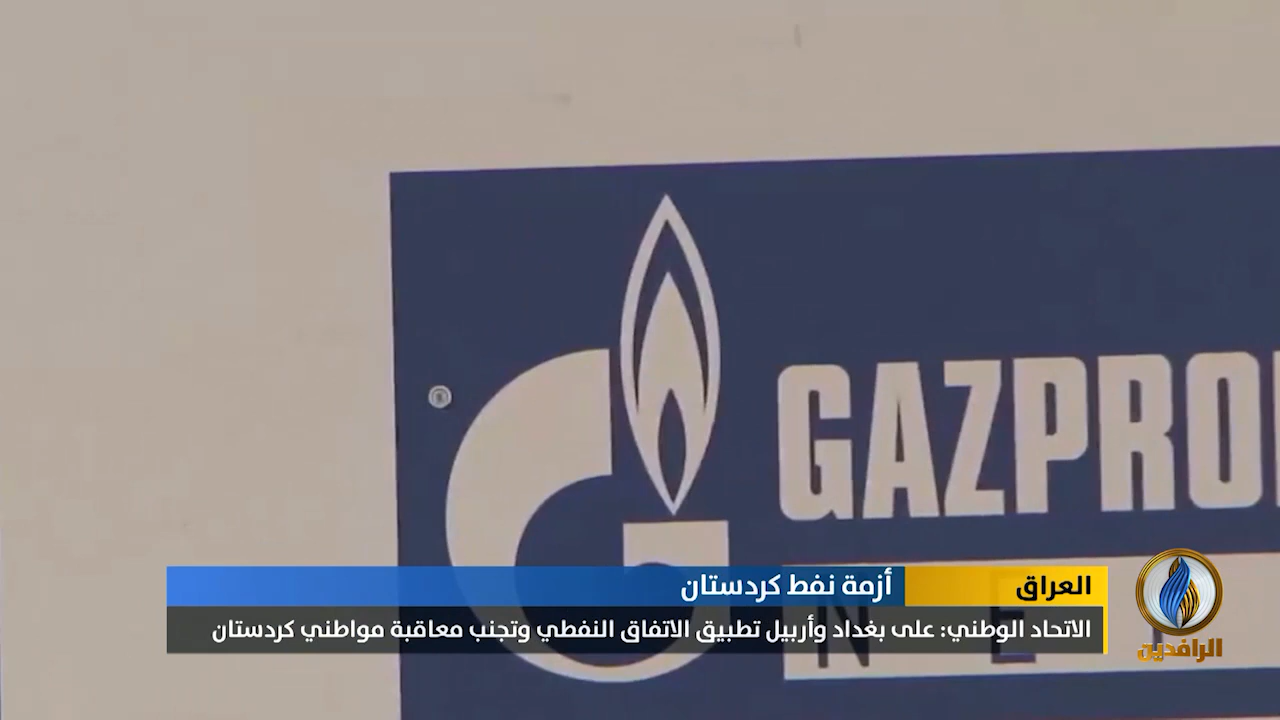 GAZPRO
N E
العراق
أزمة نفط كردستان
الاتحاد الوطني: على بغداد وأربيل تطبيق الاتفاق النفطي وتجنب معاقبة مواطني كردستان
الرافدين